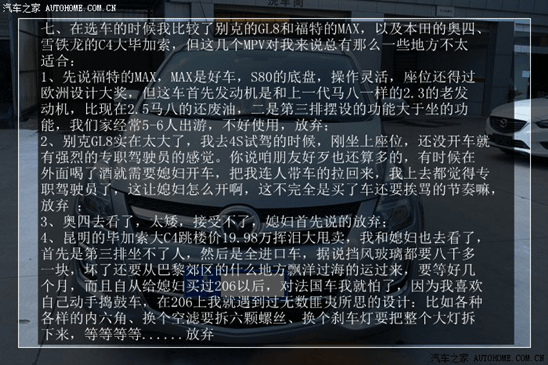 汽车之家 AUTOHOME.COM.CN
七、在选车的时候我比较了别克的GL8和福特的MAX，以及本田的奥四、
雪铁龙的C4大毕加索，但这几个MPV对我来说总有那么一些地方不太
适合：
1、先说福特的MAX，MAX是好车，S80的底盘，操作灵活，座位还得过
欧洲设计大奖，但这车首先发动机是和上一代马八一样的2.3的老发
动机，比现在2.5马八的还废油，二是第三排摆设的功能大于坐的功
能，我们家经常5-6人出游，不好使用，放弃；
2、别克GL8实在太大了，我去4S试驾的时候，刚坐上座位，还没开车就
有强烈的专职驾驶员的感觉。你说咱朋友好歹也还算多的，有时候在
外面喝了酒就需要媳妇开车，把我连人带车的拉回来，我上去都觉得专
职驾驶员了，这让媳妇怎么开啊，这不完全是买了车还要挨骂的节奏嘛，
放弃；
3、奥四去看了，太矮，接受不了，媳妇首先说的放弃；
4、昆明的毕加索大C4跳楼价19.98万挥泪大甩卖，我和媳妇也去看了，
首先是第三排坐不了人，然后是全进口车，据说挡风玻璃都要八千多
一块，坏了还要从巴黎郊区的什么地方飘洋过海的运过来，要等好几
个月，而且自从给媳妇买过206以后，对法国车我就怕了，因为我喜欢
自己动手捣鼓车，在206上我就遇到过无数匪夷所思的设计：比如各种
各样的内六角、换个空滤要拆六颗螺丝、换个刹车灯要把整个大灯拆
下来，等等等等......放弃
汽车之家 AUTOHOME.COM.CN